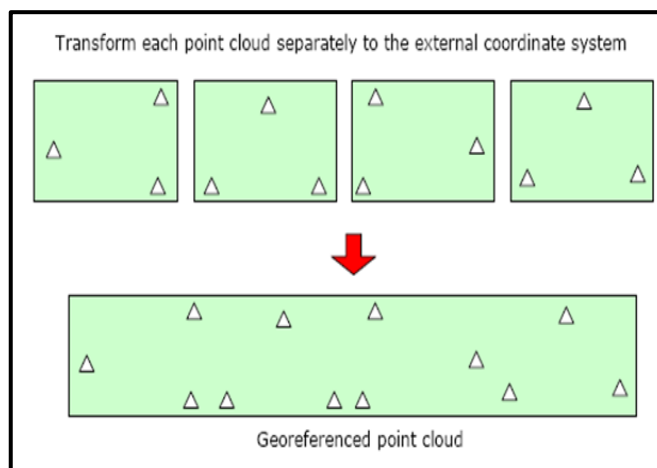 Transform each point cloud separately to the external coordinate system
Georeferenced point cloud